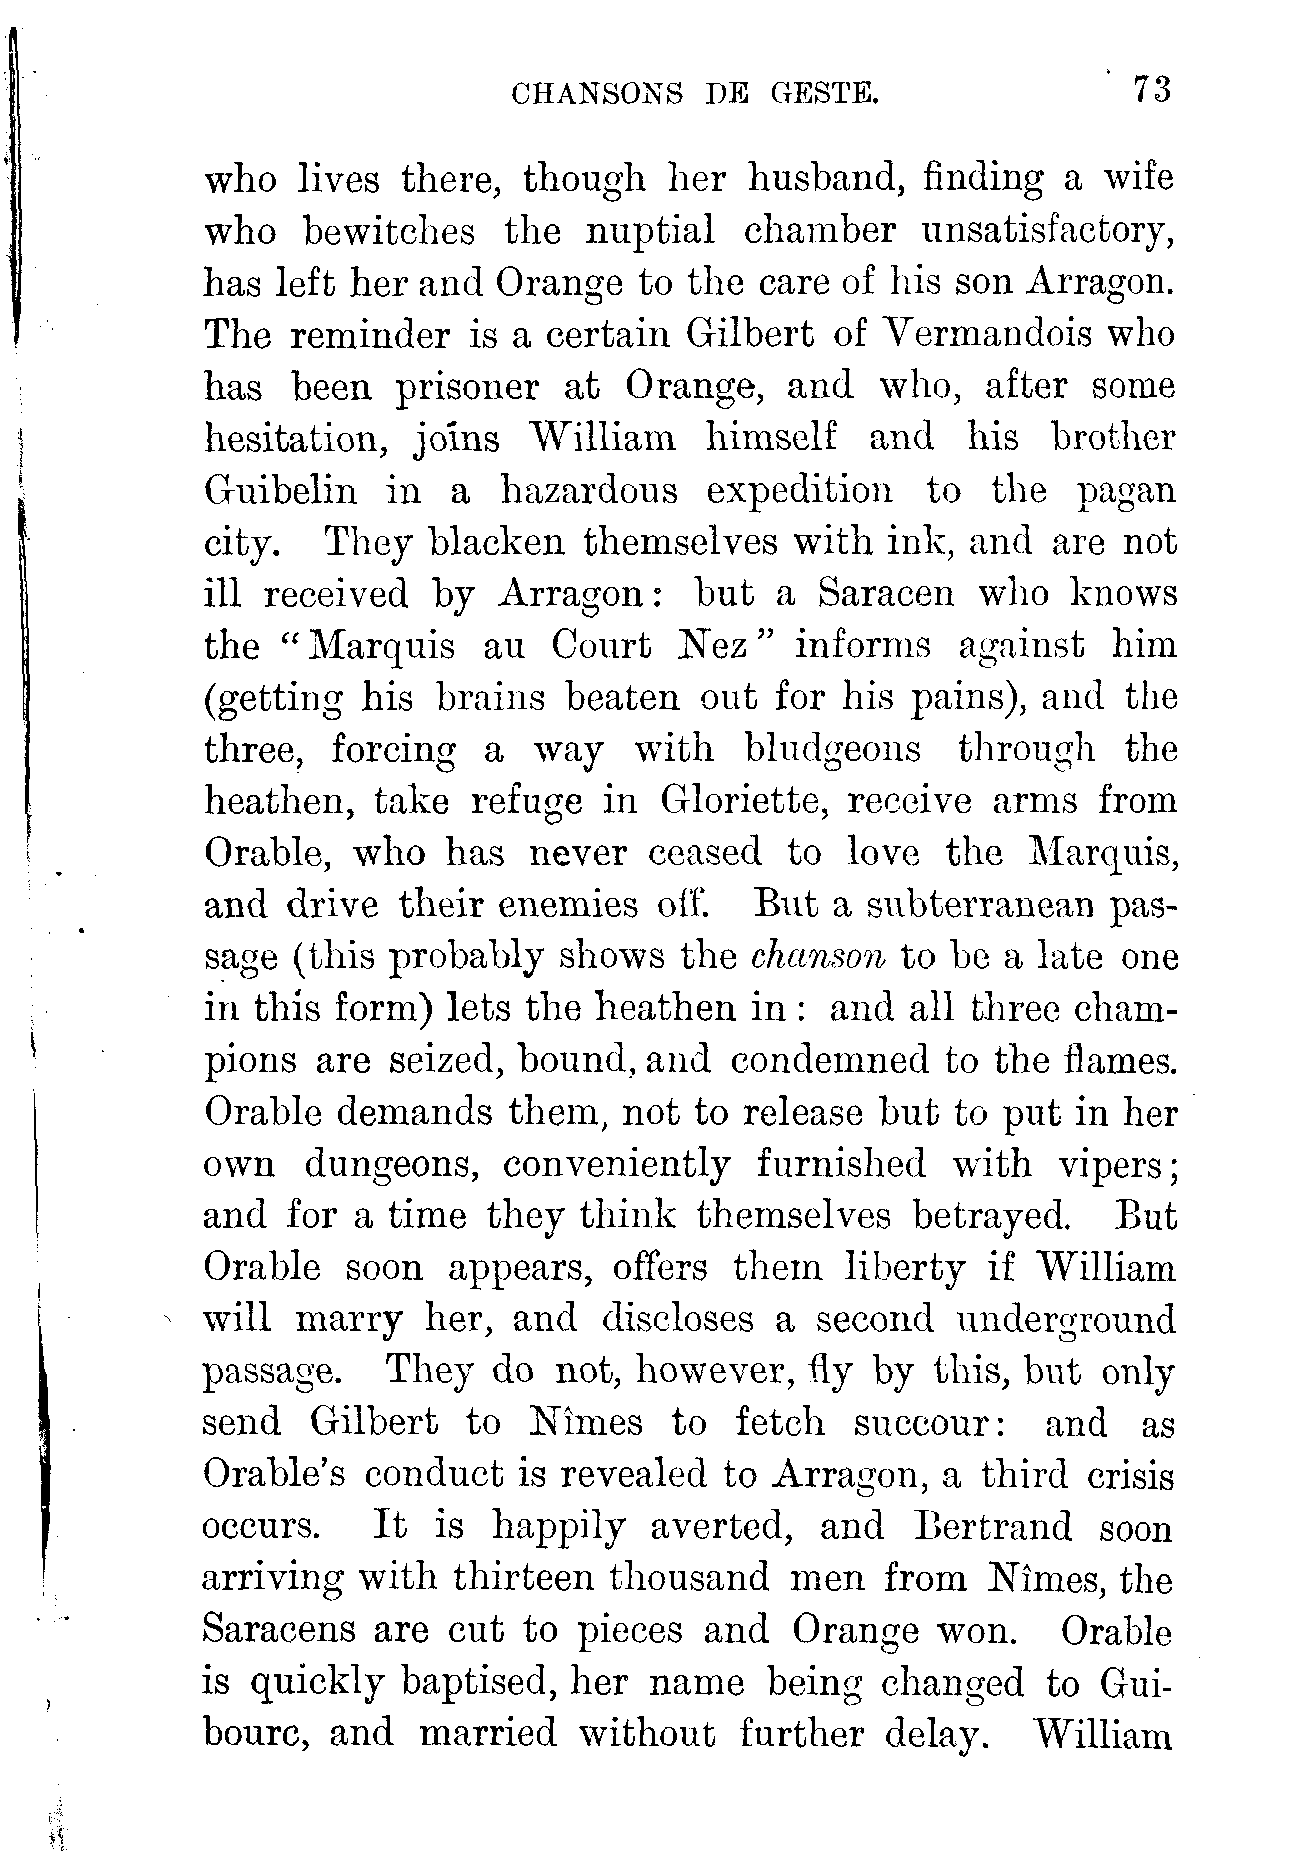 CHANSONS DE GESTE. 73
who lives there, though her husband, finding a wife
who bewitches the nuptial chamber unsatisfactory,
has left her and Orange to the care of his son Arragon.
The reminder is a certain Gilbert of Vermandois who
has been prisoner at Orange, and who, after some
hesitation, joins William himself and his brother
Guibelin in a hazardous expedition to the pagan
city. They blacken themselves with ink, and are not
ill received by Arragon: but a Saracen who knows
the “Marquis au Court Nez” informs against him
(getting his brains beaten out for his pains), and the
three, forcing a way with bludgeons through the
heathen, take refuge in Gloriette, receive arms from
Orable, who has never ceased to love the Marquis,
and drive their enemies off. But a subterranean pas-
sage (this probably shows the chanson to be a late one
in this form) lets the heathen in: and all three cham-
pions are seized, bound, and condemned to the flames.
Orable demands them, not to release but to put in her
own dungeons, conveniently furnished with vipers;
and for a time they think themselves betrayed. But
Orable soon appears, offers them liberty if William
will marry her, and discloses a second underground
passage. They do not, however, fly by this, but only
send Gilbert to Nîmes to fetch succour: and as
Orable’s conduct is revealed to Arragon, a third crisis
occurs. It is happily averted, and Bertrand soon
arriving with thirteen thousand men from Nîmes, the
Saracens are cut to pieces and Orange won. Orable
is quickly baptised, her name being changed to Gui-
bourc, and married without further delay. William